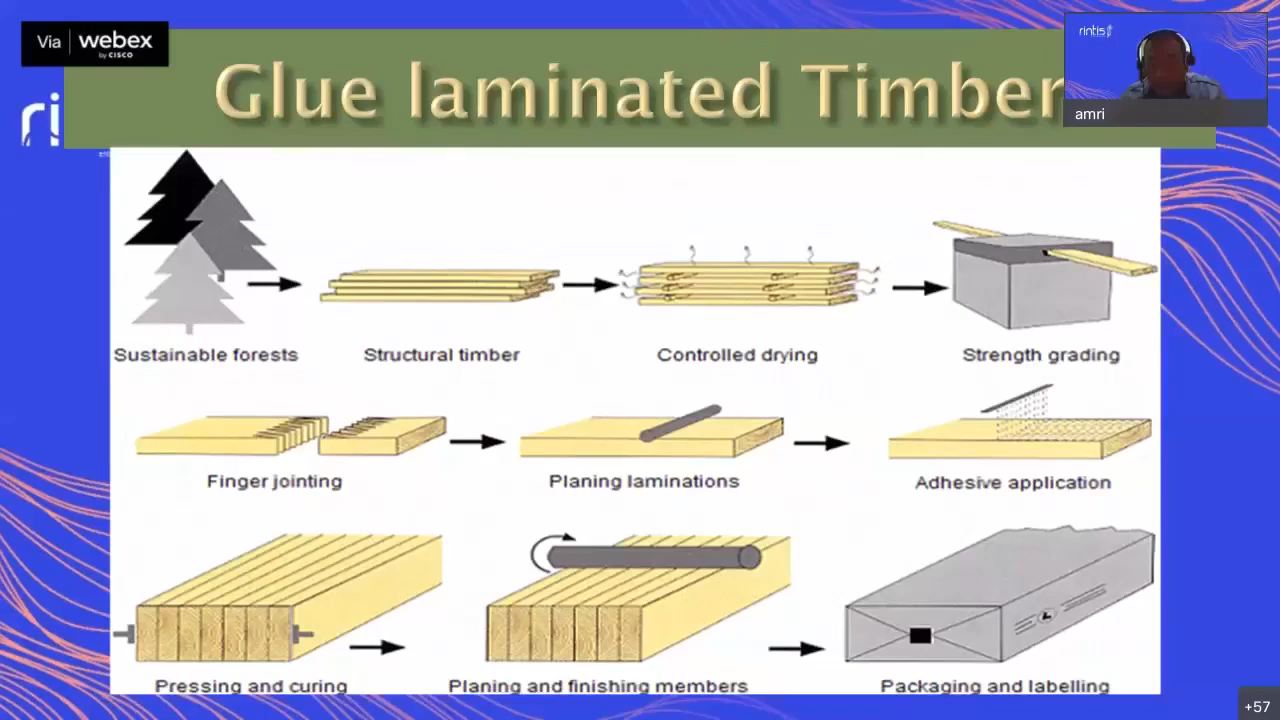 Via webex
by CISCO
rintis
Glue laminated Timber
ri
amri
Sustainable forests
Structural timber
Controlled drying
Strength grading
Finger jointing
Planing laminations
Adhesive application
Pressing and curing
Planing and finishing members
Packaging and labelling
+57